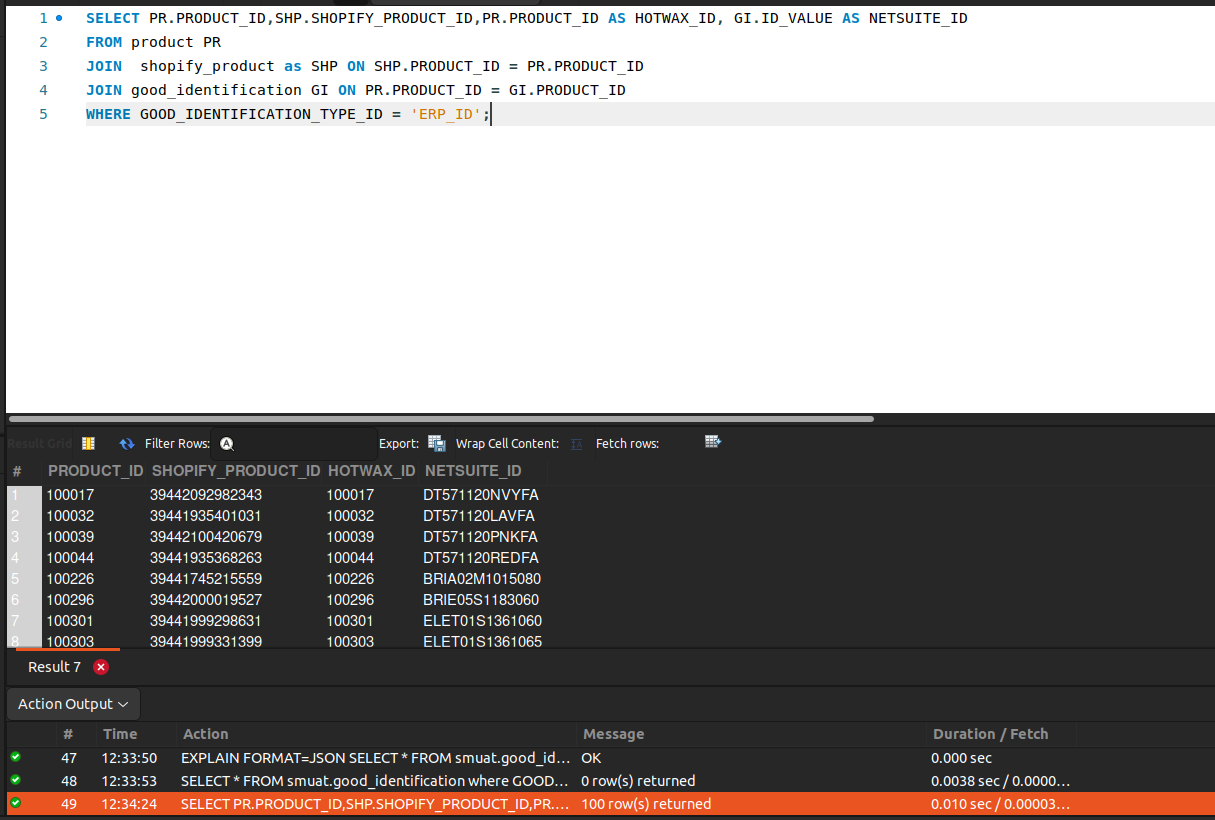 1 SELECT PR.PRODUCT_ID,SHP.SHOPIFY_PRODUCT_ID,PR.PRODUCT_ID AS HOTWAX_ID, GI.ID_VALUE AS NETSUITE_ID
2 FROM product PR
3 JOIN  shopify_product as SHP ON SHP.PRODUCT_ID = PR.PRODUCT_ID
4 JOIN good_identification GI ON PR.PRODUCT_ID = GI.PRODUCT_ID
5 WHERE GOOD_IDENTIFICATION_TYPE_ID = 'ERP_ID';
Result Grid Filter Rows: Export: Wrap Cell Content: Fetch rows:
# PRODUCT_ID SHOPIFY_PRODUCT_ID HOTWAX_ID NETSUITE_ID
1 100017 39442092982343 100017 DT571120NVYFA
2 100032 39441935401031 100032 DT571120LAVFA
3 100039 39442100420679 100039 DT571120PNKFA
4 100044 39441935368263 100044 DT571120REDFA
5 100226 39441745215559 100226 BRIA02M1015080
6 100296 39442000019527 100296 BRIE05S1183060
7 100301 39441999298631 100301 ELET01S1361060
8 100303 39441999331399 100303 ELET01S1361065
Result 7
Action Output
# Time Action Message Duration / Fetch
47 12:33:50 EXPLAIN FORMAT=JSON SELECT * FROM smuat.good_id... OK 0.000 sec
48 12:33:53 SELECT * FROM smuat.good_identification where GOOD... 0 row(s) returned 0.0038 sec / 0.0000...
49 12:34:24 SELECT PR.PRODUCT_ID,SHP.SHOPIFY_PRODUCT_ID,PR.... 100 row(s) returned 0.010 sec / 0.00003...